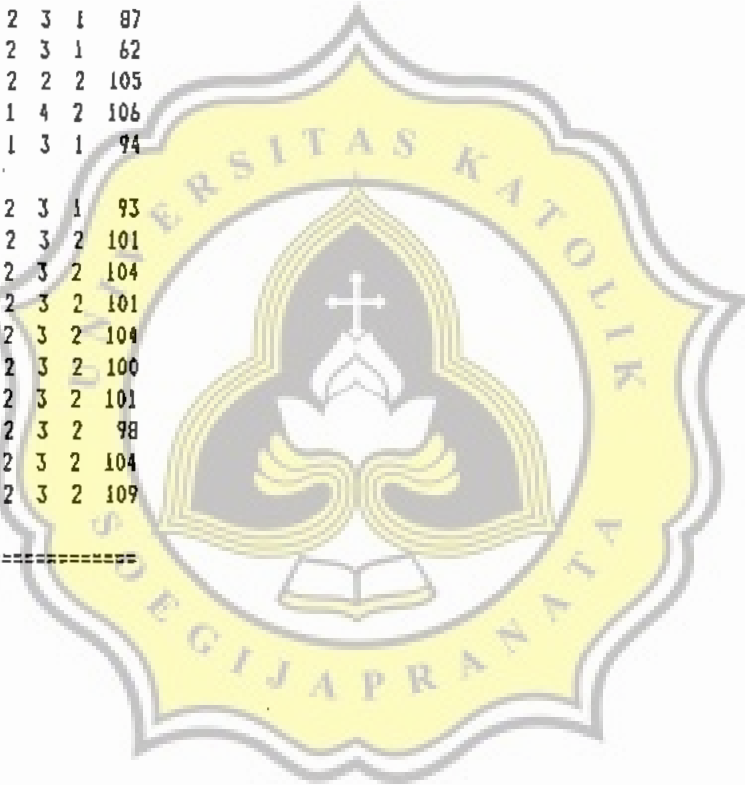 2 3 1 87
2 3 1 62
2 2 2 105
1 4 2 106
1 3 1 94
2 3 1 93
2 3 2 101
2 3 2 104
2 3 2 101
2 3 2 104
2 3 2 100
2 3 2 101
2 3 2 98
2 3 2 104
2 3 2 109
=============
UNIVERSITAS KATOLIK
SOEGIJAPRANATA